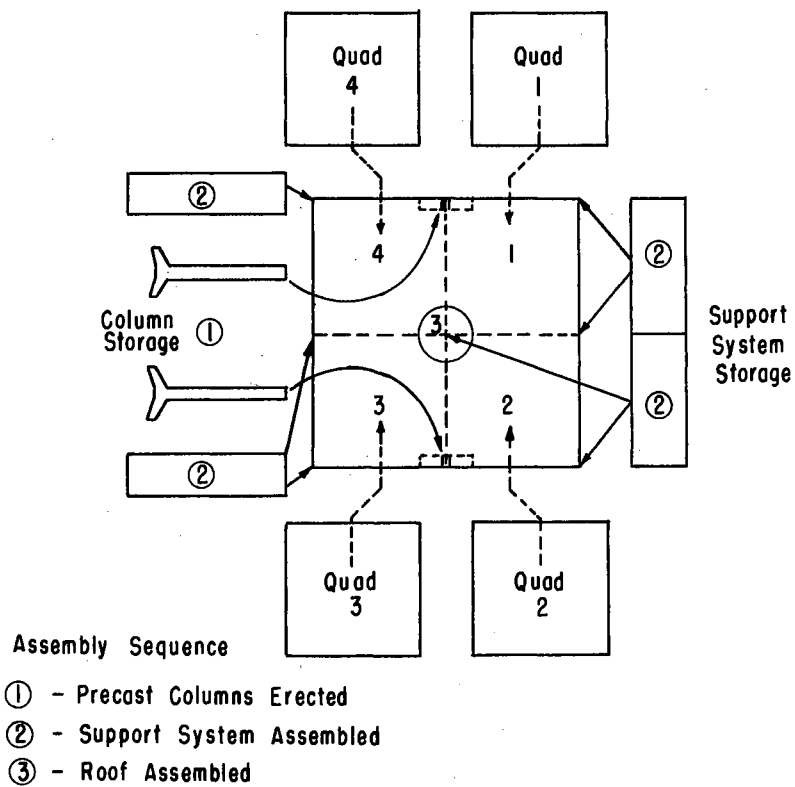 Quad
4
Quad
1
②
4
1
②
Column
Storage
①
③
Support
System
Storage
3
2
②
②
Quad
3
Quad
2
Assembly Sequence
① - Precast Columns Erected
② - Support System Assembled
③ - Roof Assembled